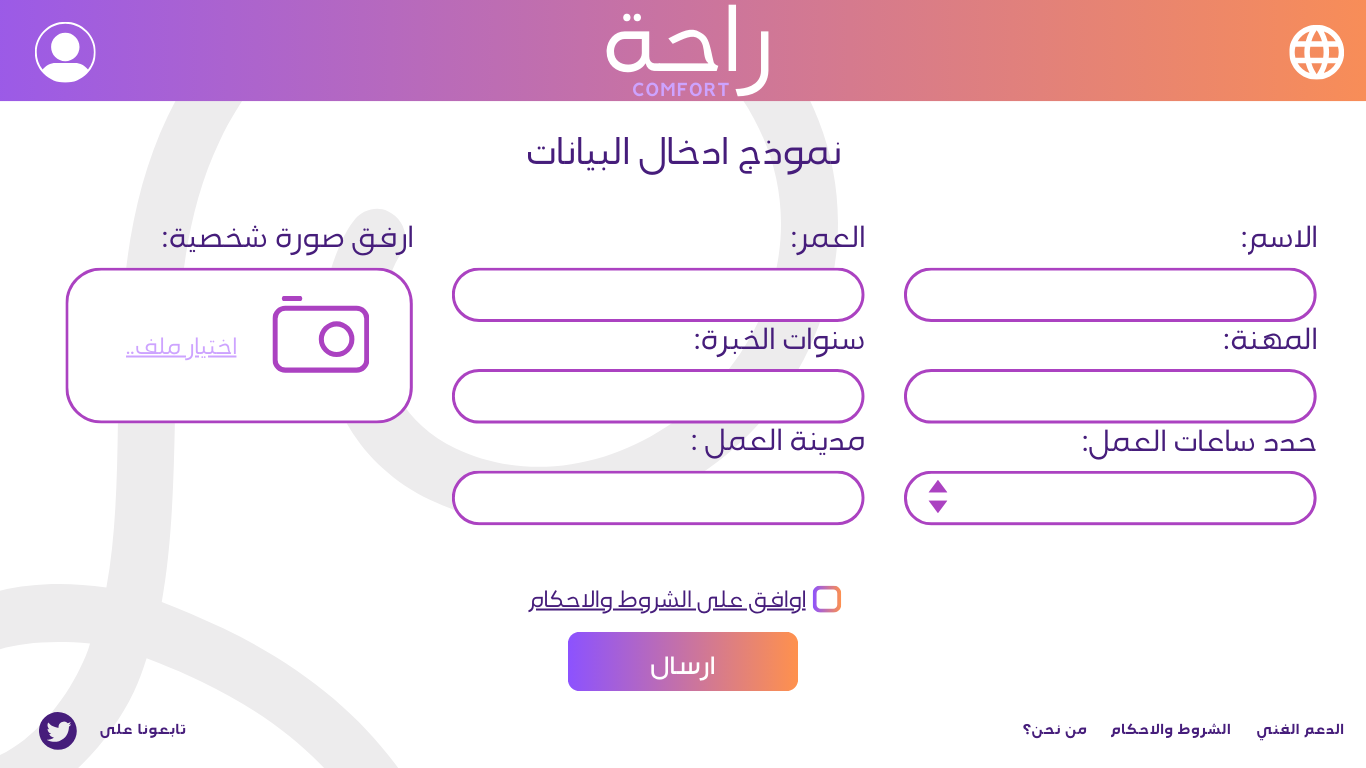 راحة
COMFORT
نموذج ادخال البيانات
الاسم:
العمر:
ارفق صورة شخصية:
اختيار ملف..
المهنة:
سنوات الخبرة:
حدد ساعات العمل:
مدينة العمل :
اوافق على الشروط والاحكام
ارسال
الدعم الفني
الشروط والاحكام
من نحن؟
تابعونا على